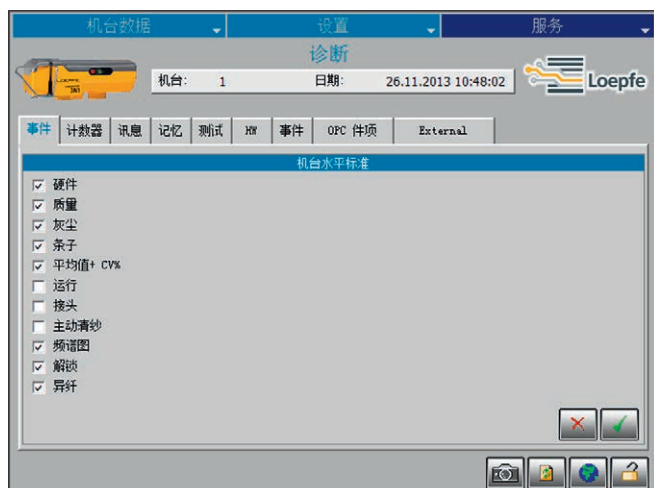 机台数据 设置 服务
诊断
机台: 1 日期: 26.11.2013 10:48:02 Loepfe
事件 计数器 讯息 记忆 测试 HW 事件 OPC 件项 External
机台水平标准
硬件
质量
灰尘
条子
平均值+ CV%
运行
接头
主动清纱
频谱图
解锁
异纤